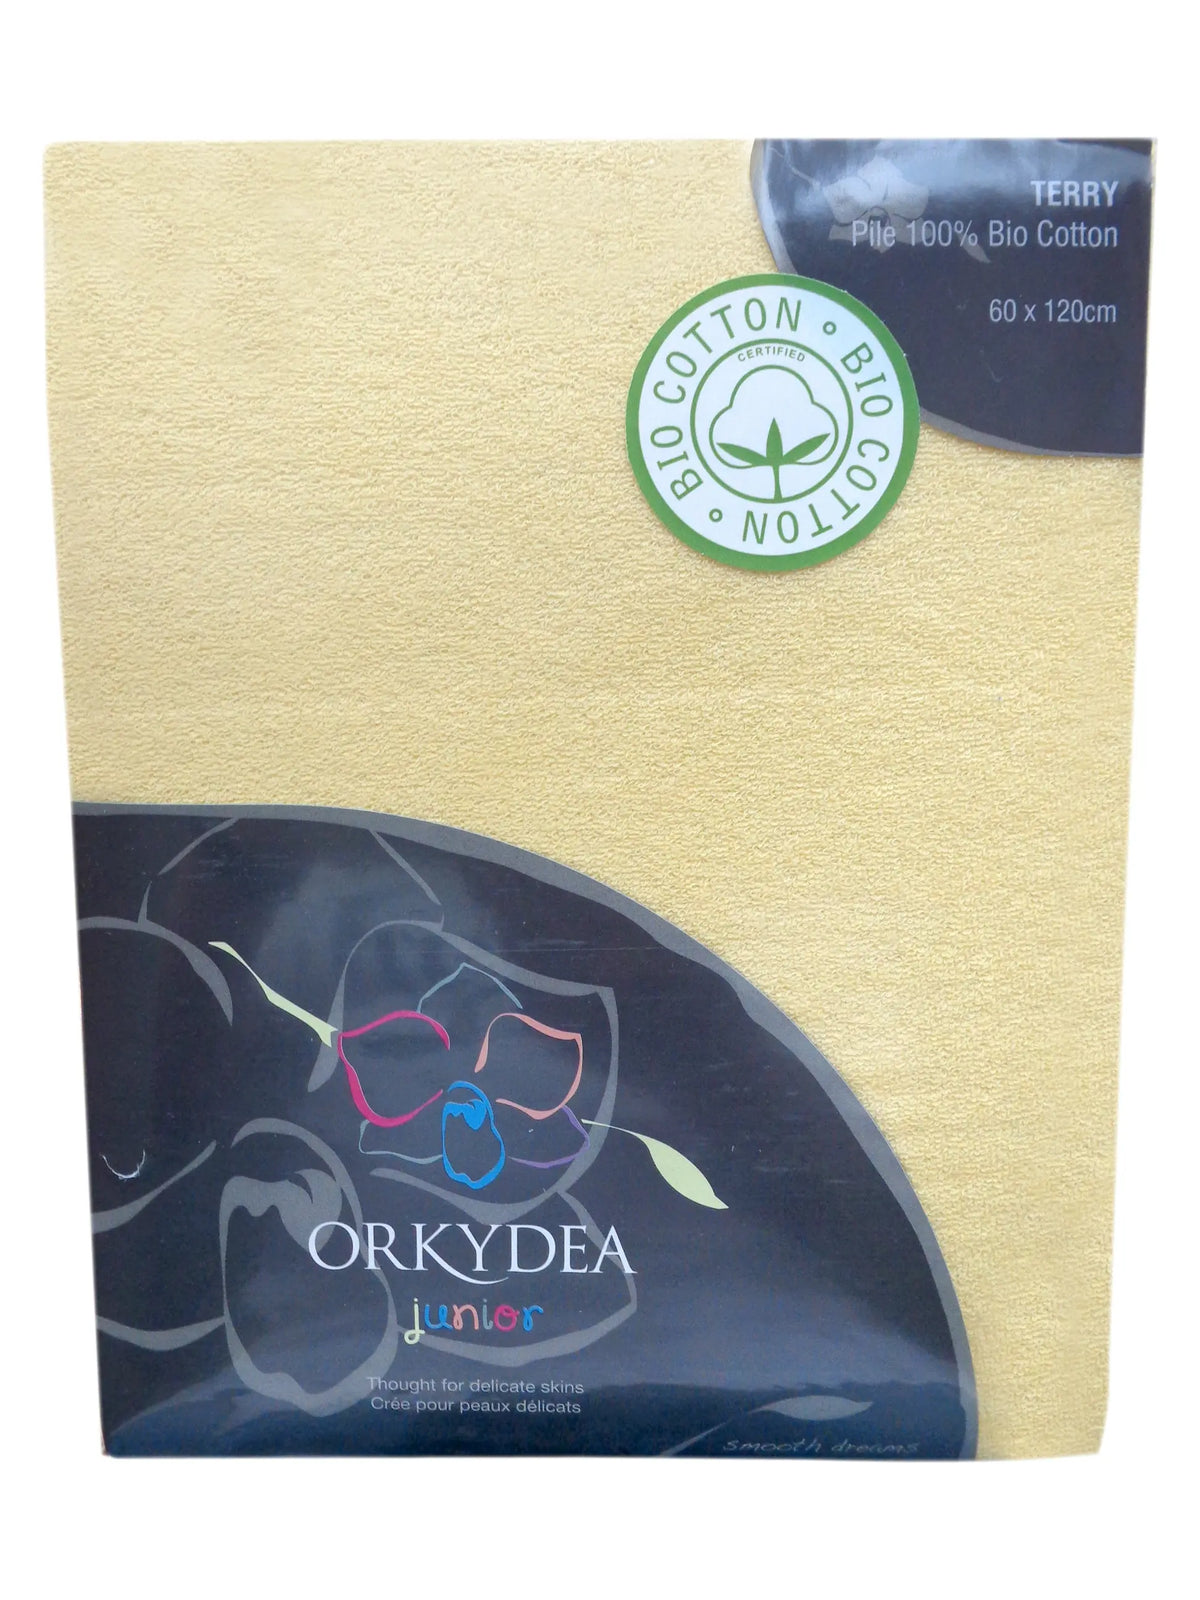 TERRY
Pile 100% Bio Cotton
60 x 120cm
BIO COTTON ° BIO COTTON °
CERTIFIED
ORKYDEA
junior
Thought for delicate skins
Crée pour peaux délicats
smooth dreams